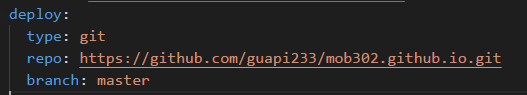 deploy:
  type: git
  repo: https://github.com/guapi233/mob302.github.io.git
  branch: master